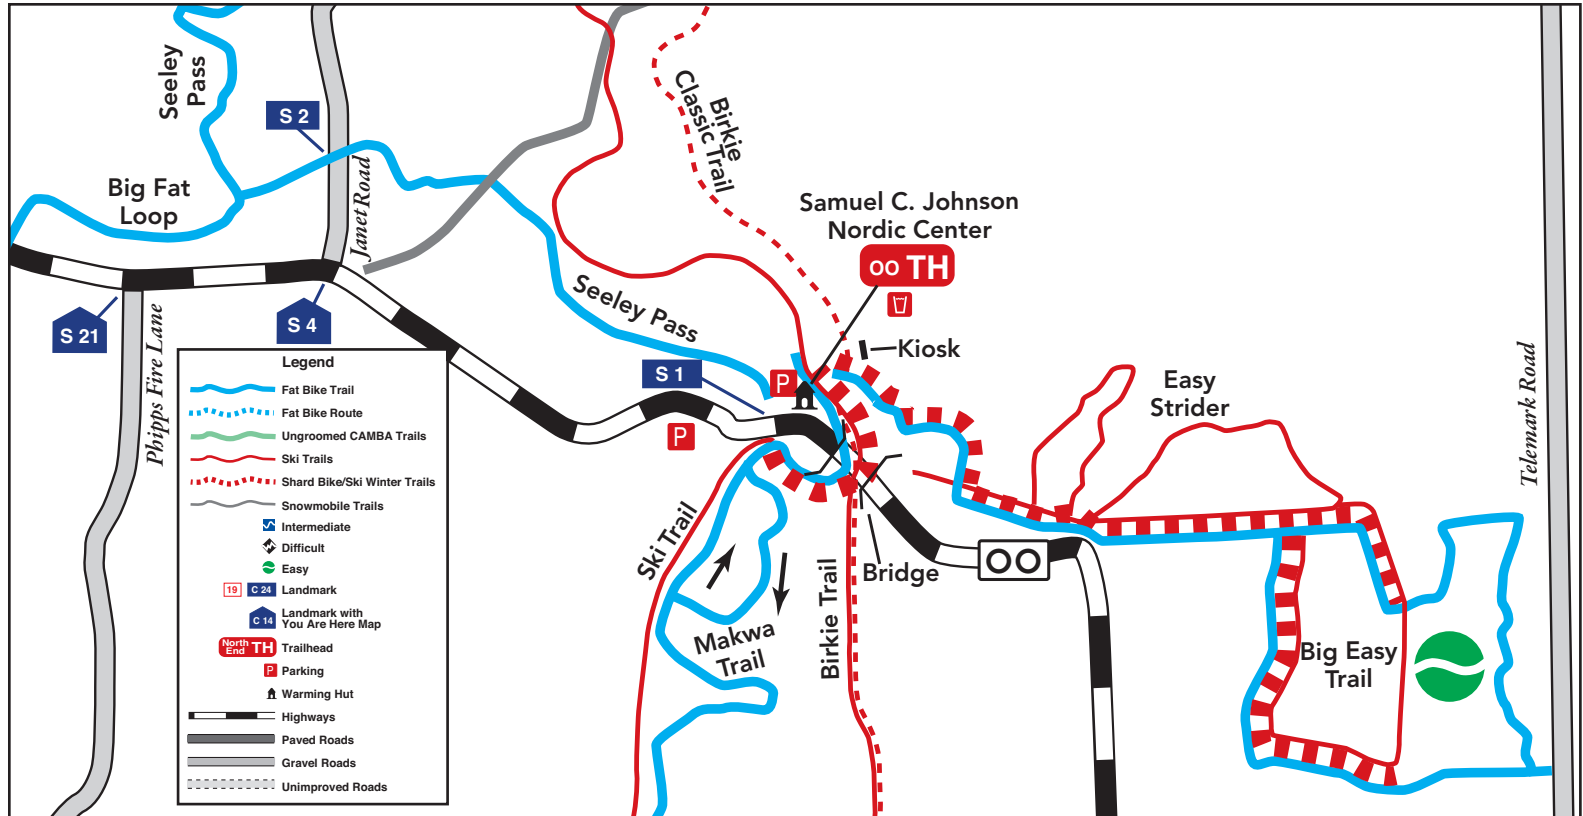 Seeley
Pass
S 2
Big Fat
Loop
Janet Road
Birkie
Classic Trail
Samuel C. Johnson
Nordic Center
OO TH
Kiosk
Seeley Pass
S 21
S 4
Phipps Fire Lane
S 1
P
P
Easy
Strider
Telemark Road
Legend
Fat Bike Trail
Fat Bike Route
Ungroomed CAMBA Trails
Ski Trails
Shard Bike/Ski Winter Trails
Snowmobile Trails
Intermediate
Difficult
Easy
19 C 24 Landmark
C 14 Landmark with
You Are Here Map
North
End TH Trailhead
P Parking
Warming Hut
Highways
Paved Roads
Gravel Roads
Unimproved Roads
Ski Trail
Makwa
Trail
Birkie Trail
Bridge
OO
Big Easy
Trail